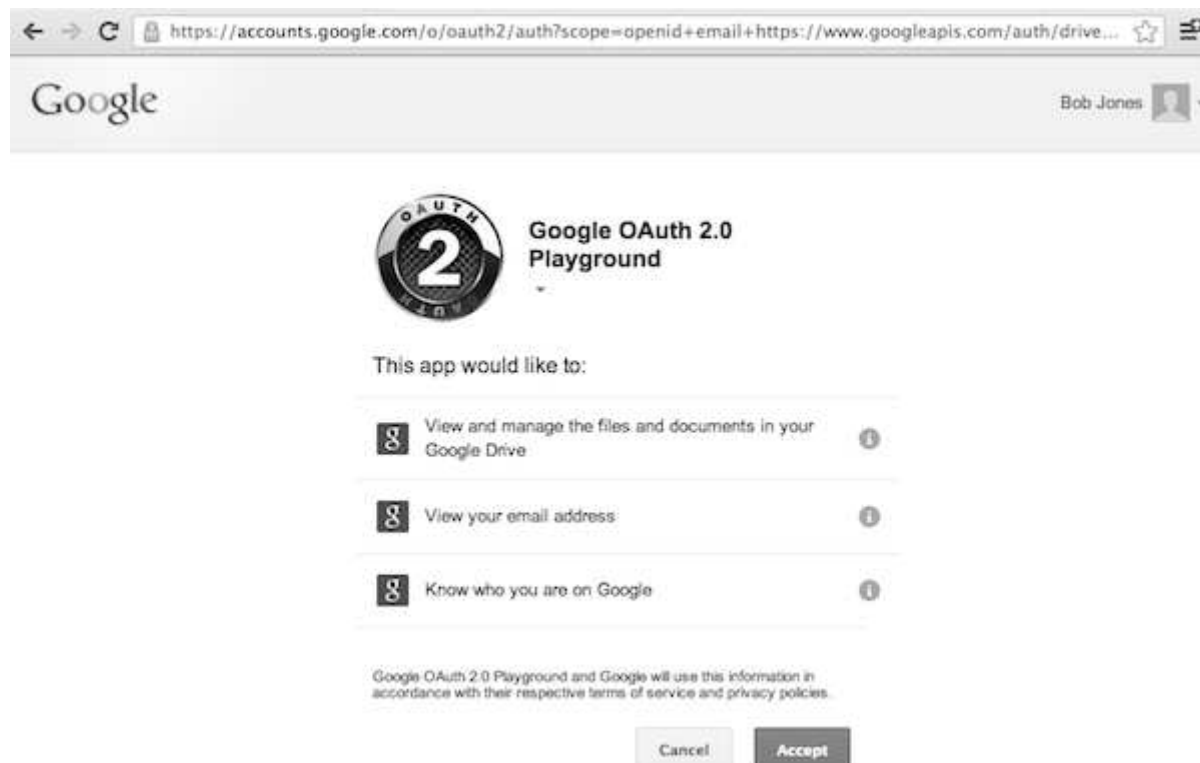 https://accounts.google.com/o/oauth2/auth?scope=openid+email+https://www.googleapis.com/auth/drive...
Google
Bob Jones
OAUTH
2
OAUTH
Google OAuth 2.0
Playground
This app would like to:
View and manage the files and documents in your
Google Drive
View your email address
Know who you are on Google
Google OAuth 2.0 Playground and Google will use this information in
accordance with their respective terms of service and privacy policies.
Cancel
Accept